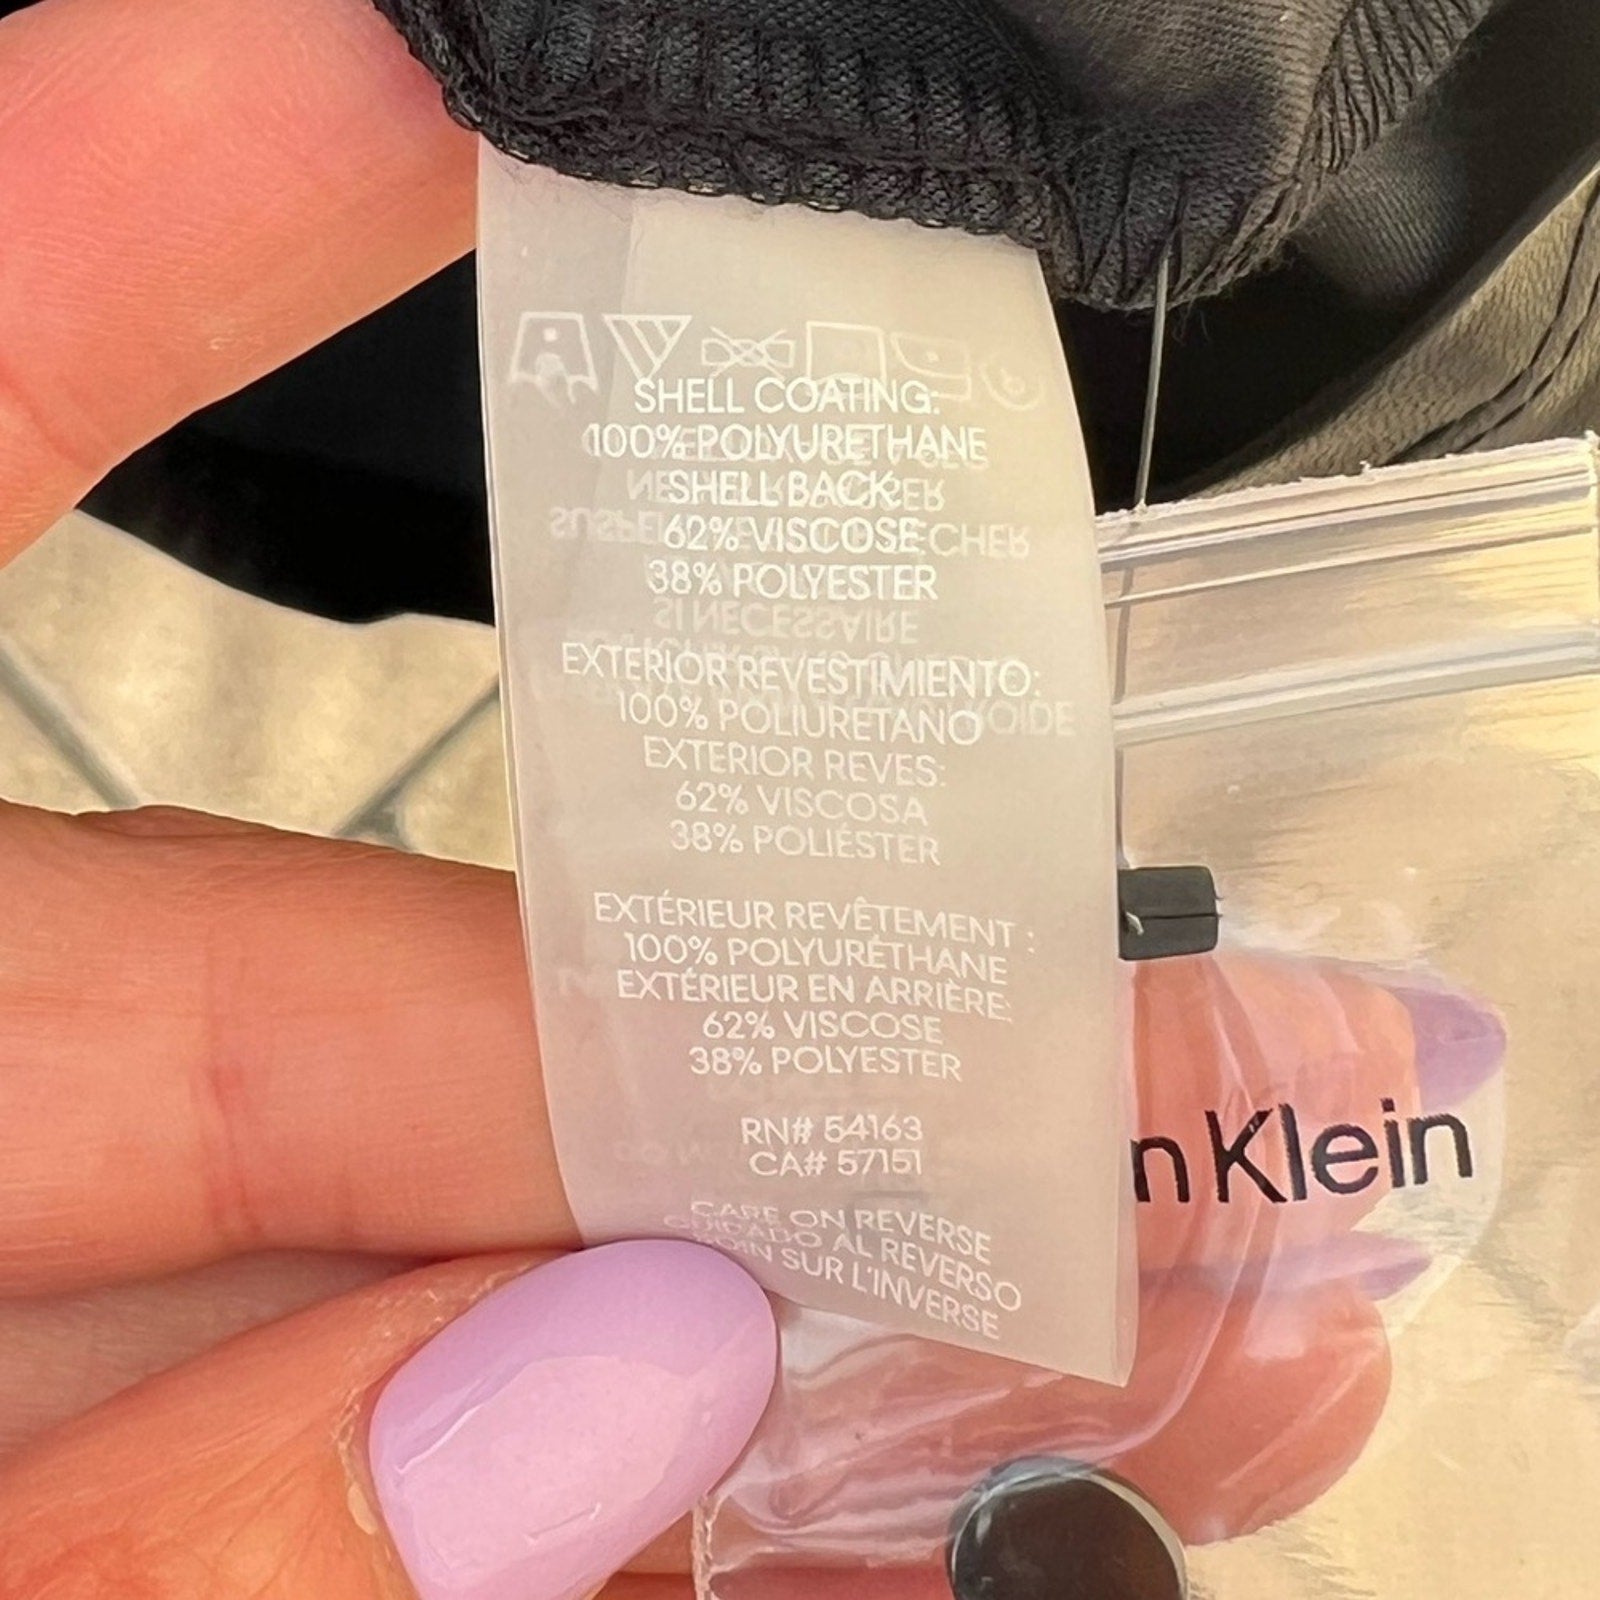 SHELL COATING:
100% POLYURETHANE
SHELL BACK:
62% VISCOSE
38% POLYESTER
EXTERIOR REVESTIMIENTO:
100% POLIURETANO
EXTERIOR REVES:
62% VISCOSA
38% POLIÉSTER
EXTÉRIEUR REVÊTEMENT :
100% POLYURÉTHANE
EXTÉRIEUR EN ARRIÈRE:
62% VISCOSE
38% POLYESTER
RN# 54163
CA# 57151
CARE ON REVERSE
CUIDADO AL REVERSO
SOIN SUR L'INVERSE
n Klein